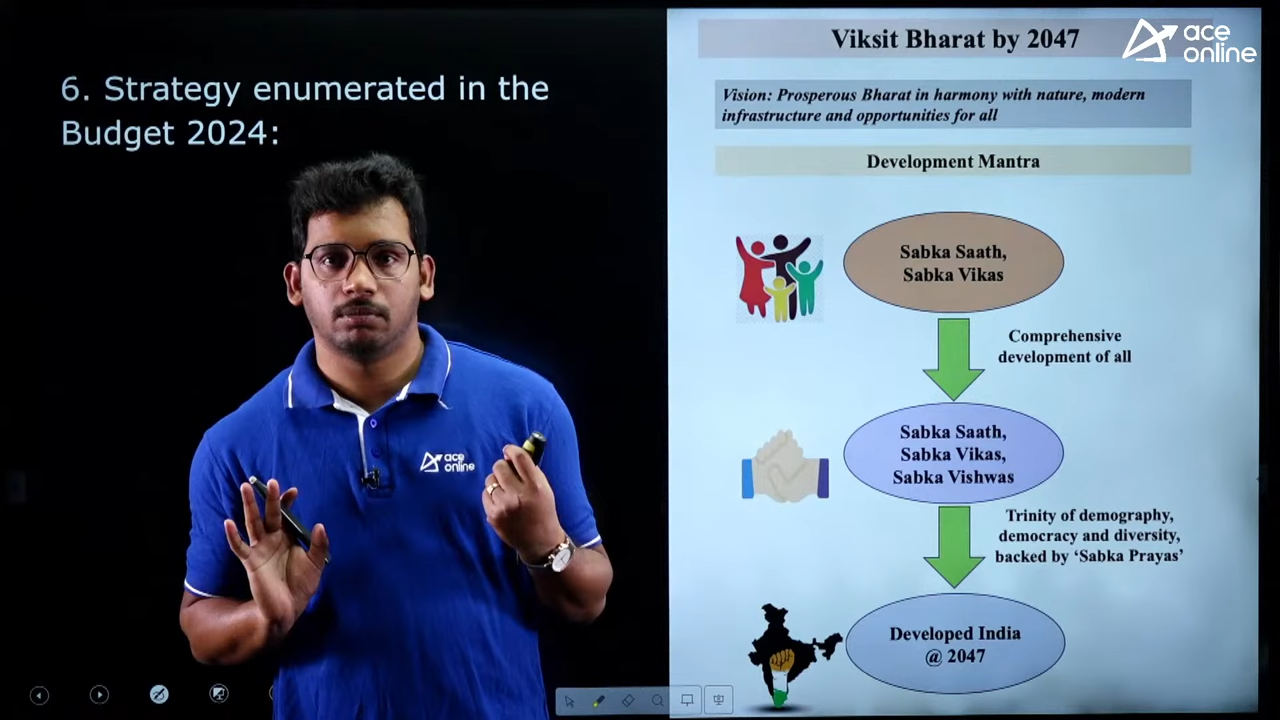 6. Strategy enumerated in the
Budget 2024:
ace
online
Viksit Bharat by 2047
ace
online
Vision: Prosperous Bharat in harmony with nature, modern
infrastructure and opportunities for all
Development Mantra
Sabka Saath,
Sabka Vikas
Comprehensive
development of all
Sabka Saath,
Sabka Vikas,
Sabka Vishwas
Trinity of demography,
democracy and diversity,
backed by ‘Sabka Prayas’
Developed India
@ 2047